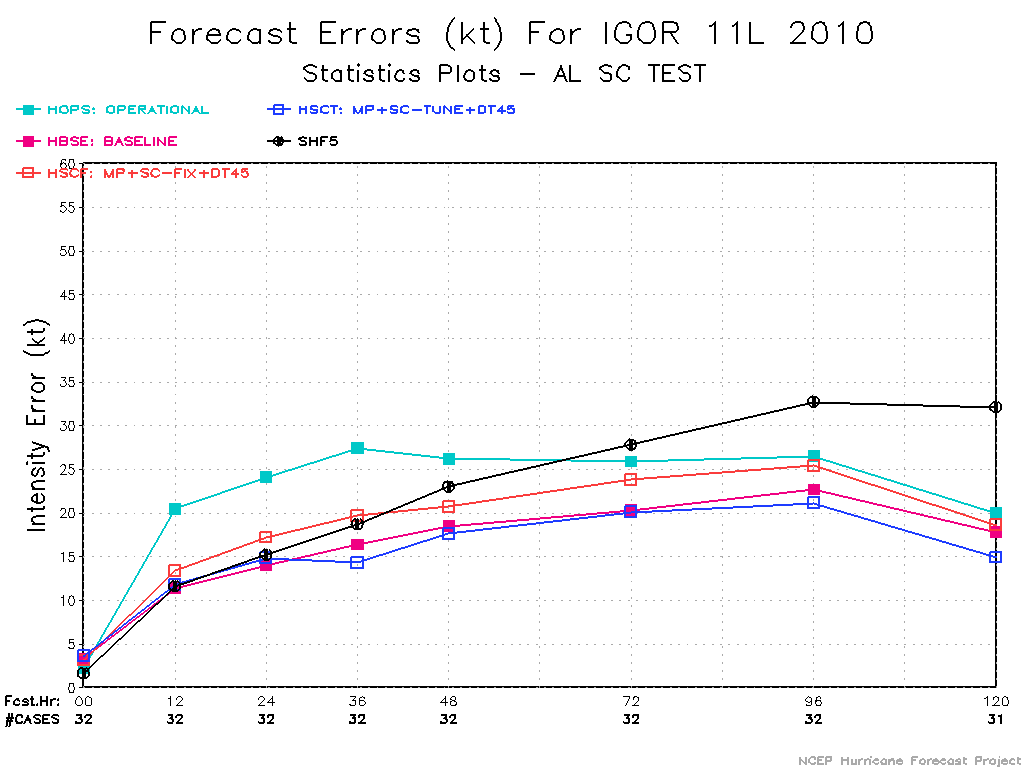 Forecast Errors (kt) For IGOR 11L 2010
Statistics Plots - AL SC TEST
HOPS: OPERATIONAL
HSCT: MP+SC-TUNE+DT45
HBSE: BASELINE
SHF5
HSCF: MP+SC-FIX+DT45
Intensity Error (kt)
60
55
50
45
40
35
30
25
20
15
10
5
0
Fcst.Hr: 00 12 24 36 48 72 96 120
#CASES 32 32 32 32 32 32 32 31
NCEP Hurricane Forecast Project